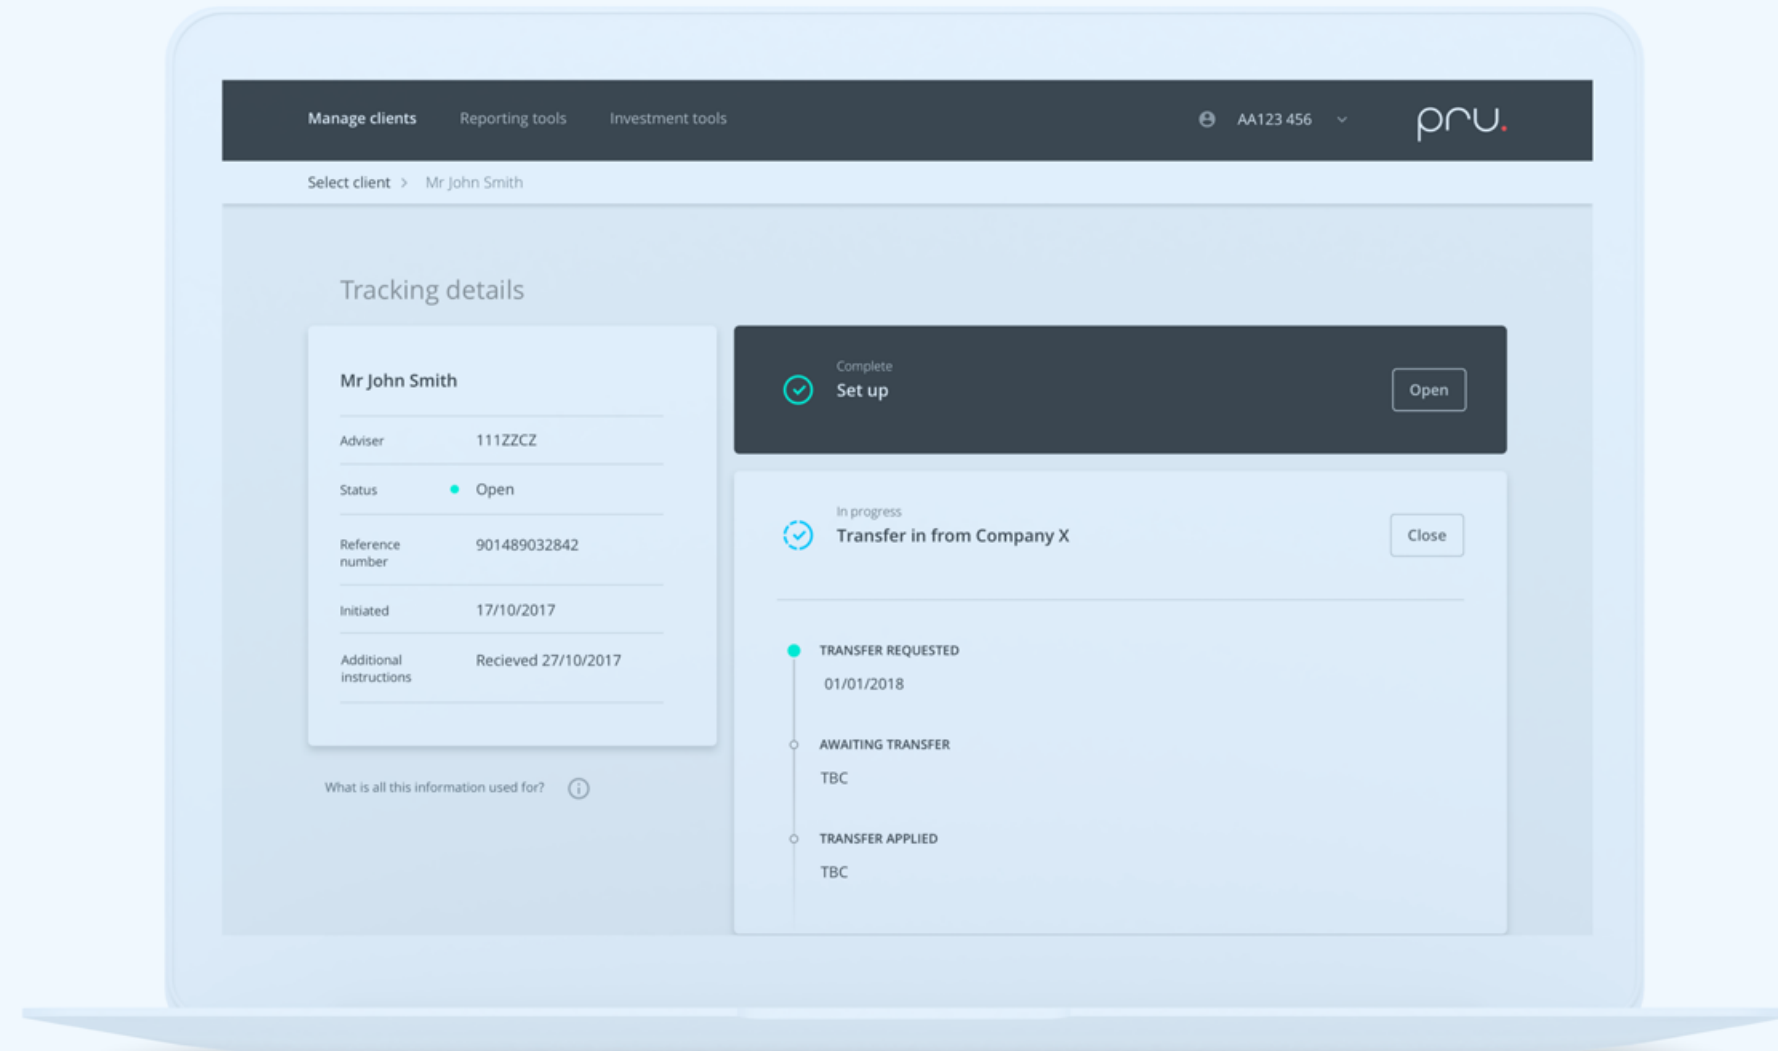 Manage clients
Reporting tools
Investment tools
AA123 456
pru.
Select client
Mr John Smith
Tracking details
Mr John Smith
Adviser
111ZZCZ
Status
Open
Reference
number
901489032842
Initiated
17/10/2017
Additional
instructions
Recieved 27/10/2017
What is all this information used for?
Complete
Set up
Open
In progress
Transfer in from Company X
Close
TRANSFER REQUESTED
01/01/2018
AWAITING TRANSFER
TBC
TRANSFER APPLIED
TBC